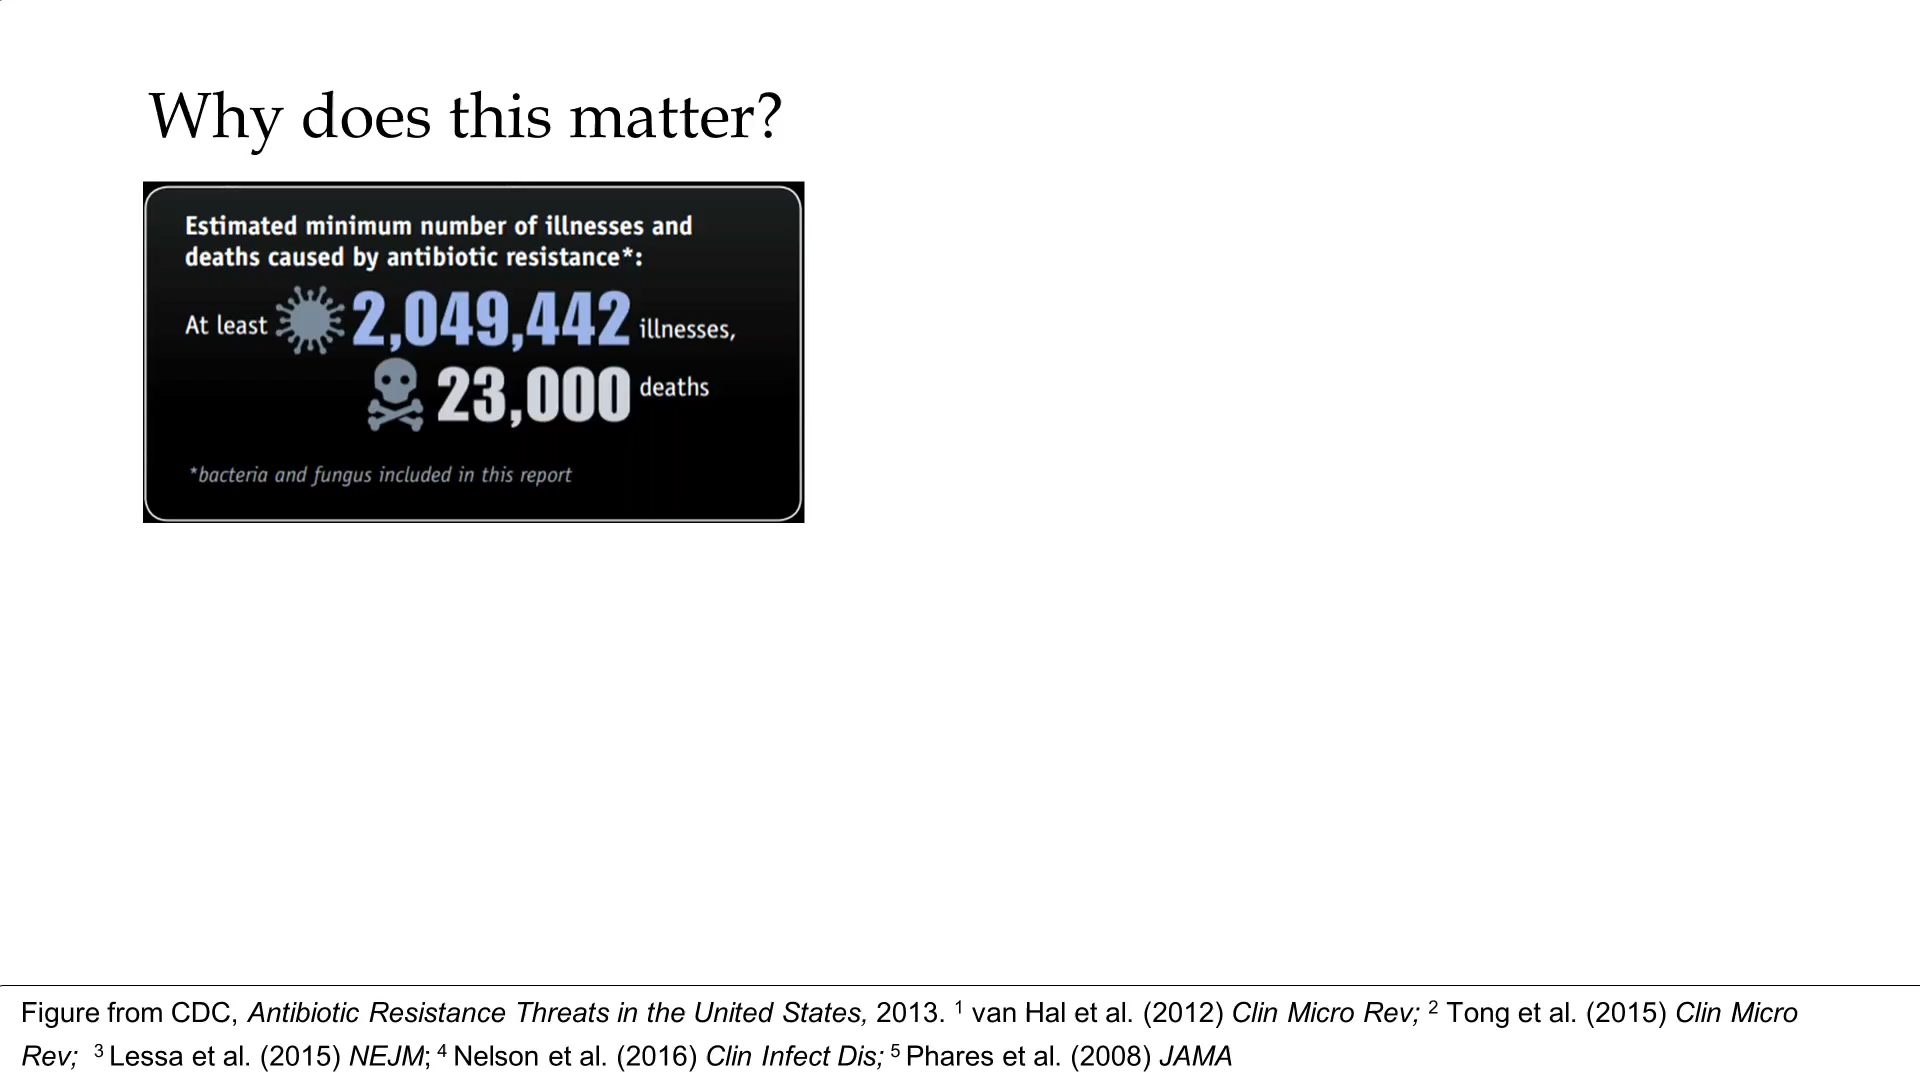 Why does this matter?
Estimated minimum number of illnesses and
deaths caused by antibiotic resistance*:
At least 2,049,442 illnesses,
23,000 deaths
*bacteria and fungus included in this report
Figure from CDC, Antibiotic Resistance Threats in the United States, 2013. ¹ van Hal et al. (2012) Clin Micro Rev; ² Tong et al. (2015) Clin Micro
Rev; ³ Lessa et al. (2015) NEJM; ⁴ Nelson et al. (2016) Clin Infect Dis; ⁵ Phares et al. (2008) JAMA